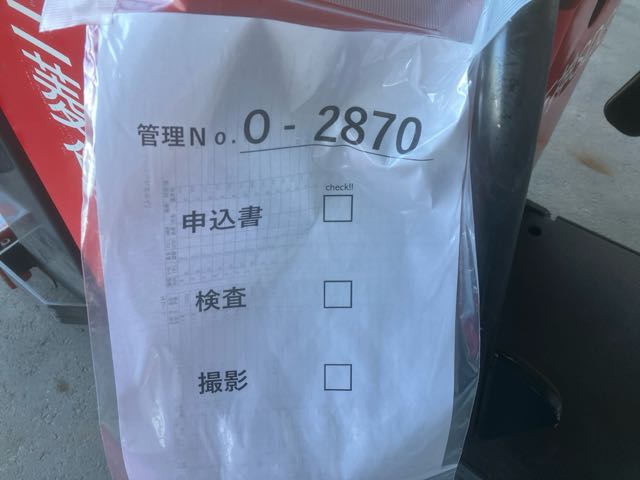 管理No. O - 2870
check!!
申込書 □
検査 □
撮影 □